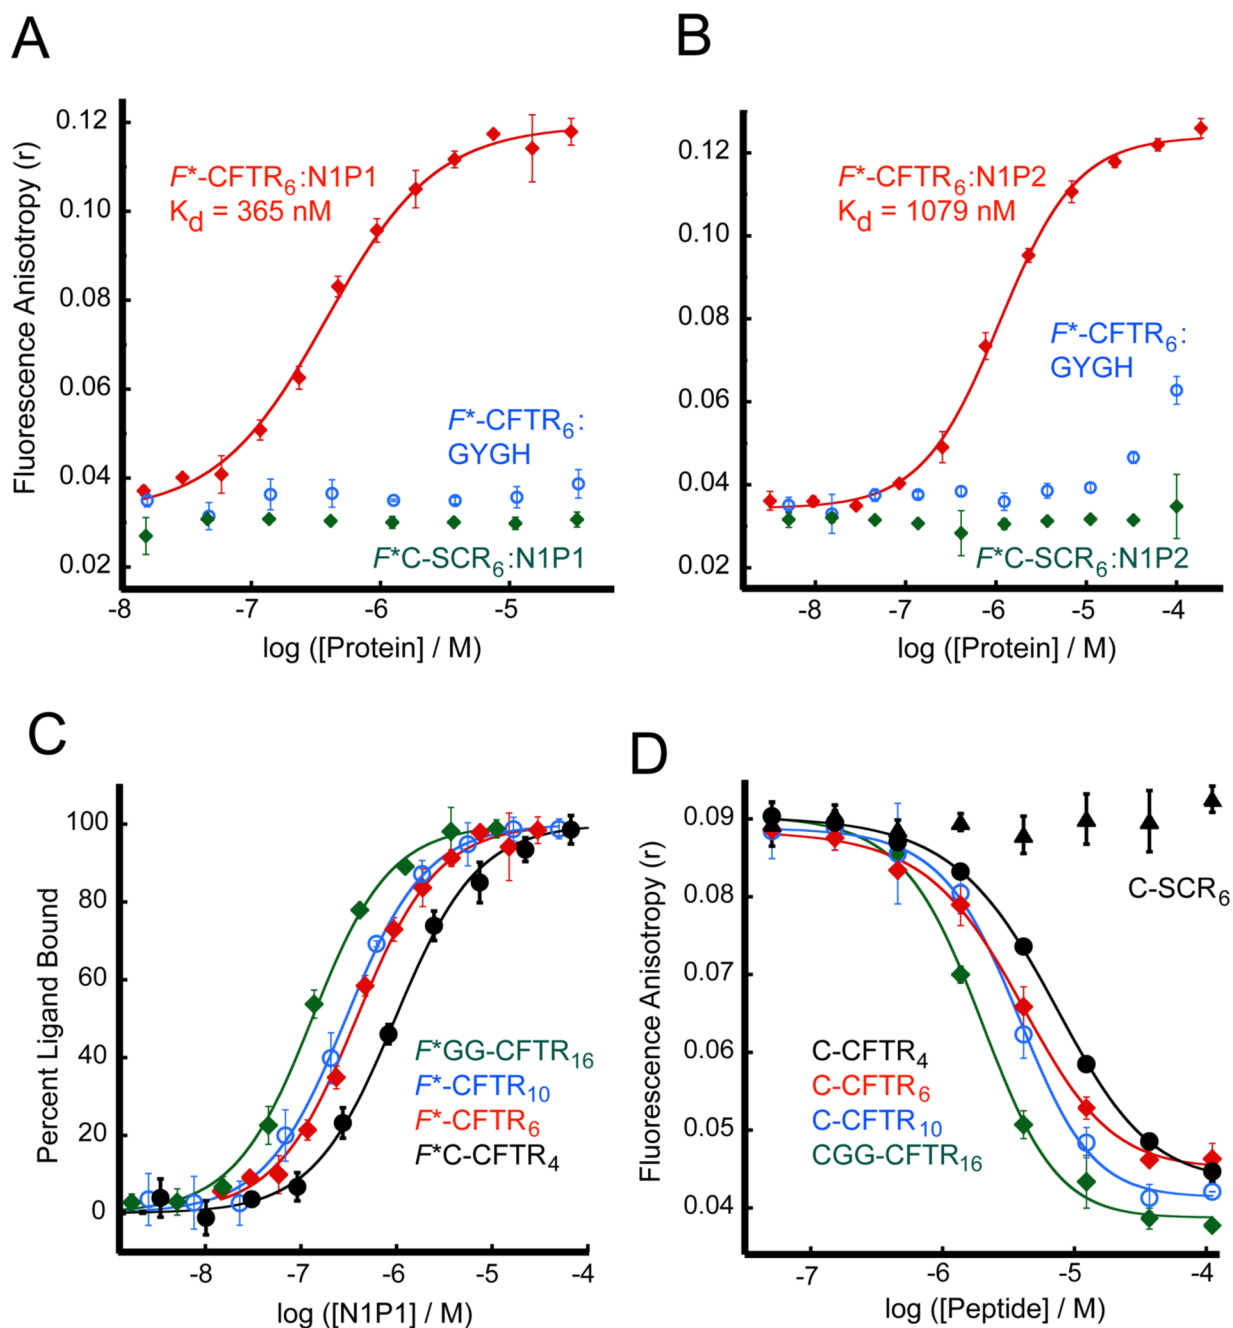 A
Fluorescence Anisotropy (r)
0.12
0.10
0.08
0.06
0.04
0.02
F*-CFTR6:N1P1
Kd = 365 nM
F*-CFTR6:
GYGH
F*C-SCR6:N1P1
-8
-7
-6
-5
log ([Protein] / M)
B
0.12
0.10
0.08
0.06
0.04
0.02
F*-CFTR6:N1P2
Kd = 1079 nM
F*-CFTR6:
GYGH
F*C-SCR6:N1P2
-8
-7
-6
-5
-4
log ([Protein] / M)
C
Percent Ligand Bound
100
80
60
40
20
0
F*GG-CFTR16
F*-CFTR10
F*-CFTR6
F*C-CFTR4
-8
-7
-6
-5
-4
log ([N1P1] / M)
D
Fluorescence Anisotropy (r)
0.09
0.08
0.07
0.06
0.05
0.04
C-SCR6
C-CFTR4
C-CFTR6
C-CFTR10
CGG-CFTR16
-7
-6
-5
-4
log ([Peptide] / M)